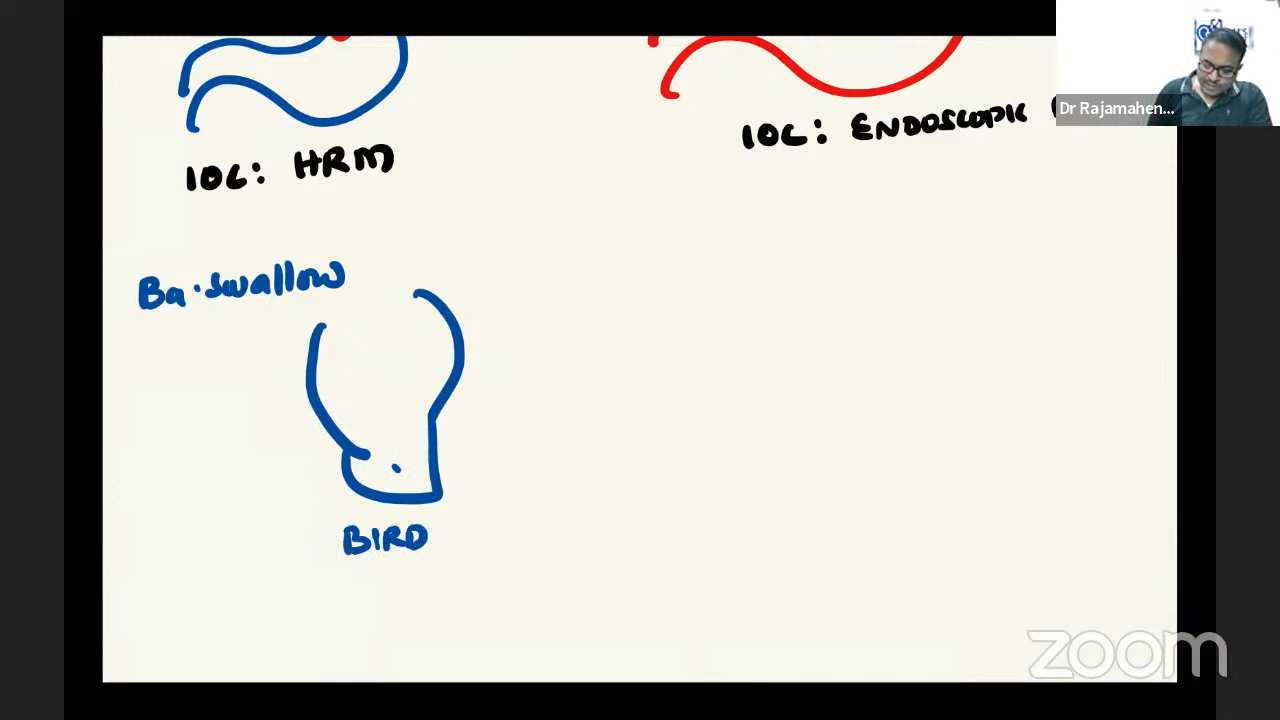 IOC: HRM
IOC: ENDOSCOPIC
Ba. Swallow
BIRD
Dr Rajamahen...
zoom